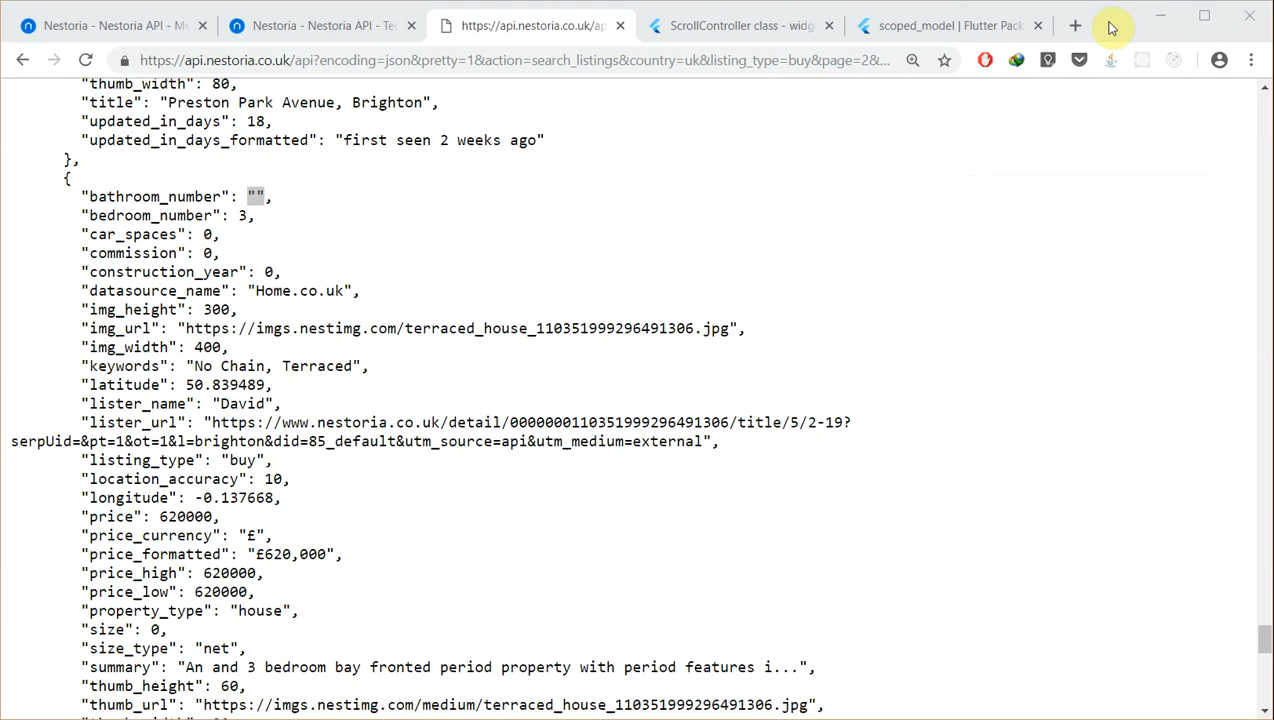 Nestoria - Nestoria API - Me
Nestoria - Nestoria API - Tec
https://api.nestoria.co.uk/ap
ScrollController class - widg
scoped_model | Flutter Pack
https://api.nestoria.co.uk/api?encoding=json&pretty=1&action=search_listings&country=uk&listing_type=buy&page=2&...
"thumb_width": 80,
"title": "Preston Park Avenue, Brighton",
"updated_in_days": 18,
"updated_in_days_formatted": "first seen 2 weeks ago"
},
{
"bathroom_number": "",
"bedroom_number": 3,
"car_spaces": 0,
"commission": 0,
"construction_year": 0,
"datasource_name": "Home.co.uk",
"img_height": 300,
"img_url": "https://imgs.nestimg.com/terraced_house_110351999296491306.jpg",
"img_width": 400,
"keywords": "No Chain, Terraced",
"latitude": 50.839489,
"lister_name": "David",
"lister_url": "https://www.nestoria.co.uk/detail/0000000110351999296491306/title/5/2-19?
serpUid=&pt=1&ot=1&l=brighton&did=85_default&utm_source=api&utm_medium=external",
"listing_type": "buy",
"location_accuracy": 10,
"longitude": -0.137668,
"price": 620000,
"price_currency": "£",
"price_formatted": "£620,000",
"price_high": 620000,
"price_low": 620000,
"property_type": "house",
"size": 0,
"size_type": "net",
"summary": "An and 3 bedroom bay fronted period property with period features i...",
"thumb_height": 60,
"thumb_url": "https://imgs.nestimg.com/medium/terraced_house_110351999296491306.jpg",